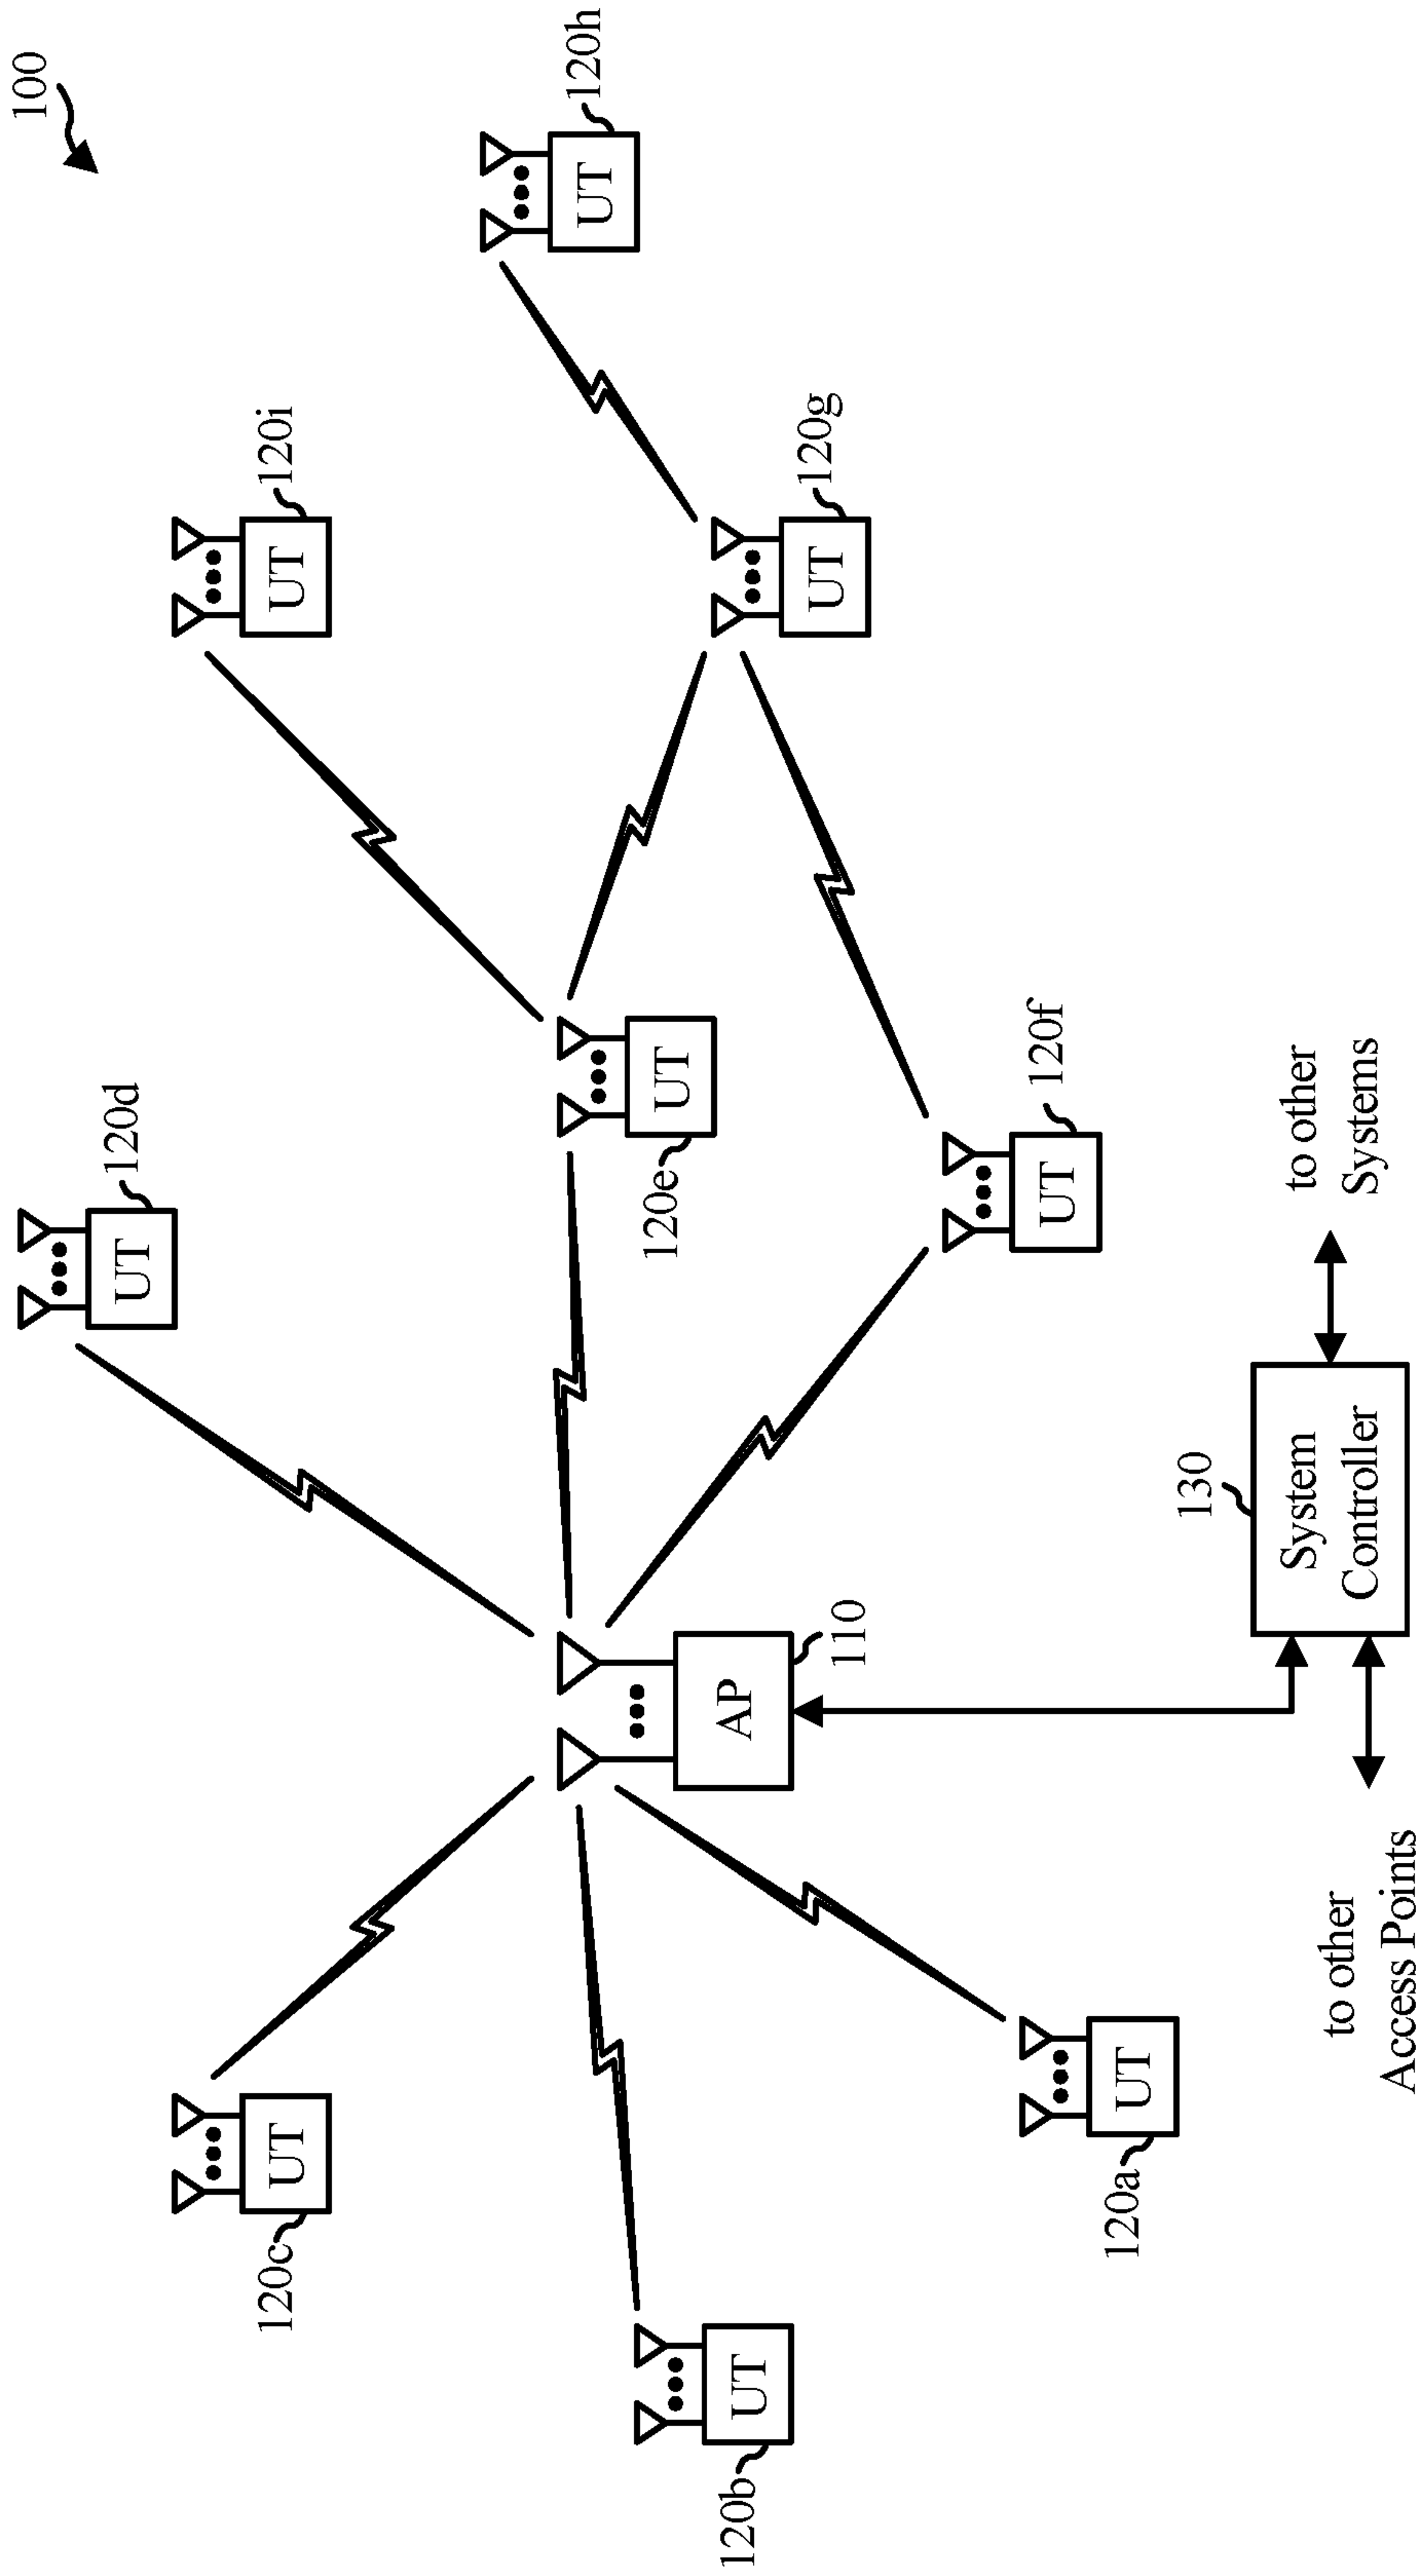 100
120d
UT
120i
UT
120c
UT
120h
UT
120e
UT
AP
110
120g
UT
120b
UT
120f
UT
120a
UT
130
System
Controller
to other
Systems
to other
Access Points